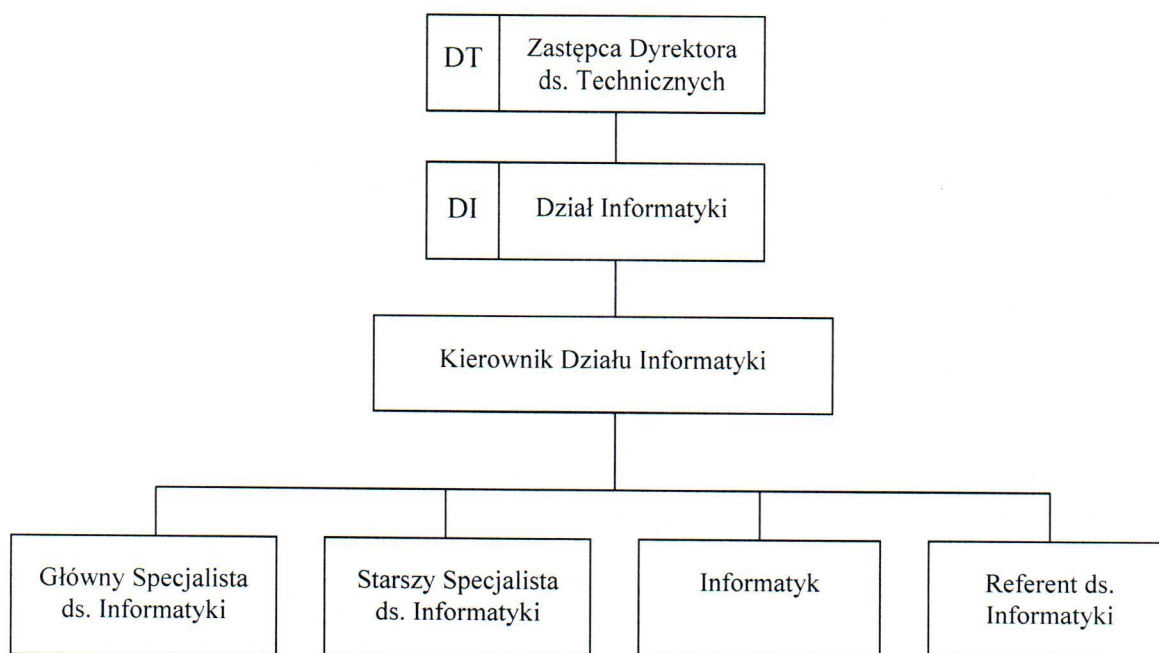 DT
Zastępca Dyrektora
ds. Technicznych
DI
Dział Informatyki
Kierownik Działu Informatyki
Główny Specjalista
ds. Informatyki
Starszy Specjalista
ds. Informatyki
Informatyk
Referent ds.
Informatyki